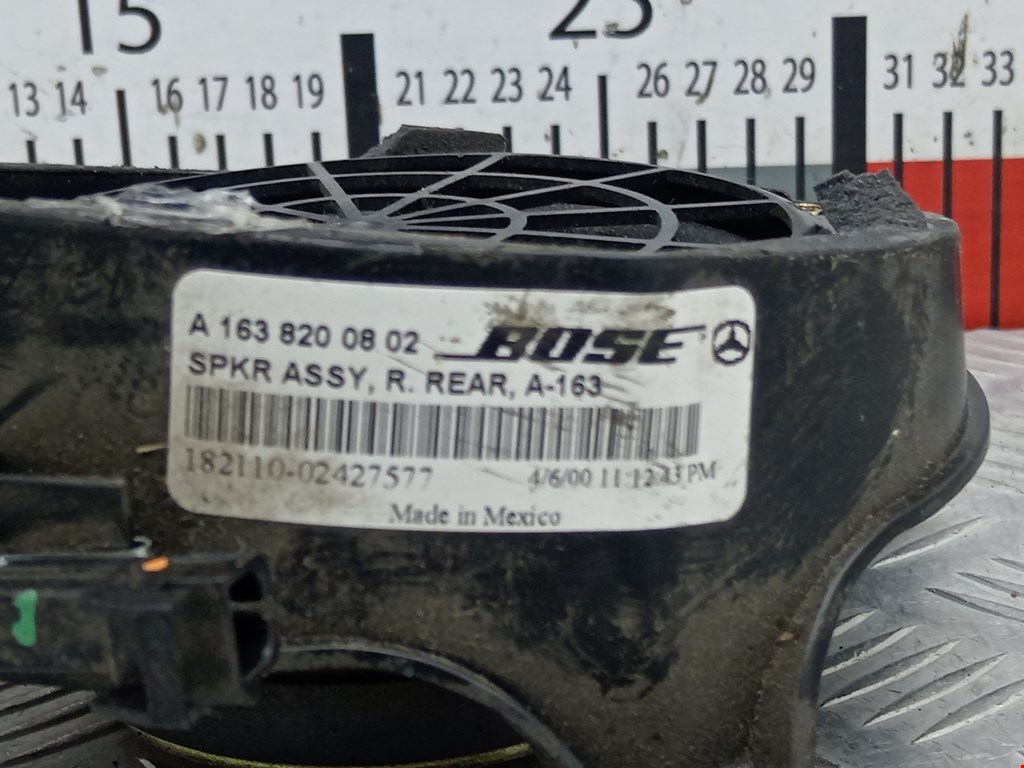 15 25
13 14 16 17 18 19 21 22 23 24 26 27 28 29 31 32 33
A 163 820 08 02 BOSE
SPKR ASSY, R. REAR, A-163
182110-02427577 4/6/00 11:12:43 PM
Made in Mexico